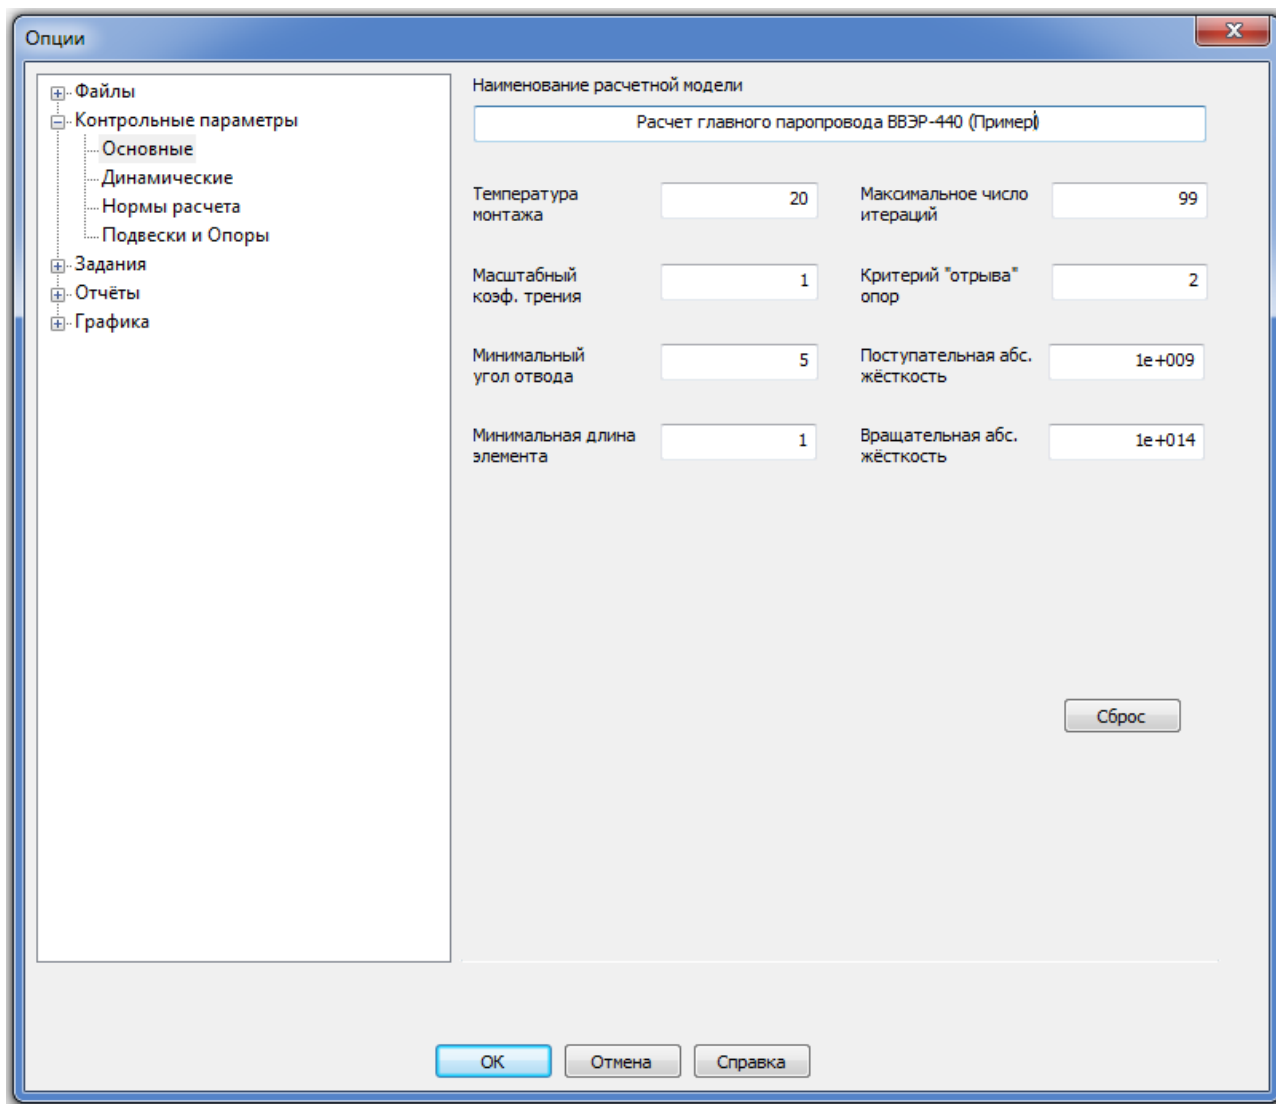 Опции
Файлы
Контрольные параметры
Основные
Динамические
Нормы расчета
Подвески и Опоры
Задания
Отчёты
Графика
Наименование расчетной модели
Расчет главного паропровода ВВЭР-440 (Пример)
Температура
монтажа
20
Максимальное число
итераций
99
Масштабный
коэф. трения
1
Критерий "отрыва"
опор
2
Минимальный
угол отвода
5
Поступательная абс.
жёсткость
1e+009
Минимальная длина
элемента
1
Вращательная абс.
жёсткость
1e+014
Сброс
OK
Отмена
Справка